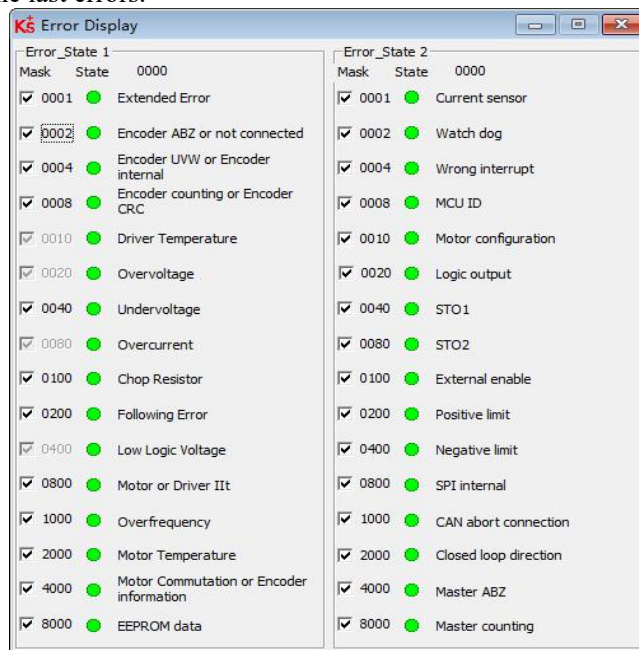 the last errors.
Error Display
Error_State 1
Mask State 0000
0001 Extended Error
0002 Encoder ABZ or not connected
0004 Encoder UVW or Encoder
internal
0008 Encoder counting or Encoder
CRC
0010 Driver Temperature
0020 Overvoltage
0040 Undervoltage
0080 Overcurrent
0100 Chop Resistor
0200 Following Error
0400 Low Logic Voltage
0800 Motor or Driver IIt
1000 Overfrequency
2000 Motor Temperature
4000 Motor Commutation or Encoder
information
8000 EEPROM data
Error_State 2
Mask State 0000
0001 Current sensor
0002 Watch dog
0004 Wrong interrupt
0008 MCU ID
0010 Motor configuration
0020 Logic output
0040 STO1
0080 STO2
0100 External enable
0200 Positive limit
0400 Negative limit
0800 SPI internal
1000 CAN abort connection
2000 Closed loop direction
4000 Master ABZ
8000 Master counting